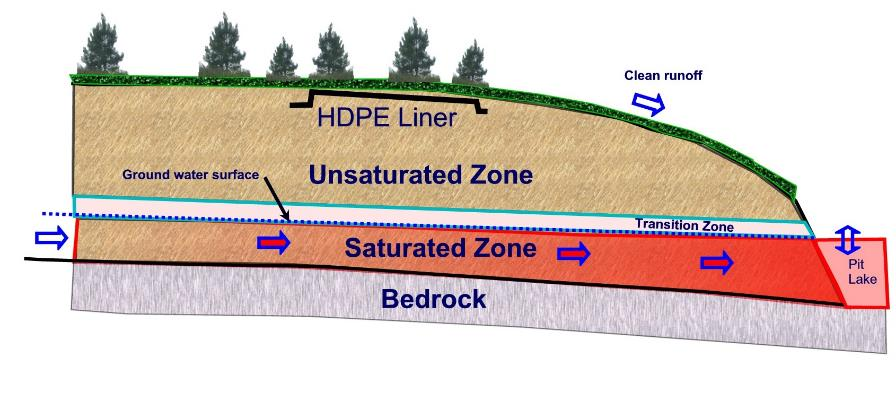 Clean runoff
HDPE Liner
Ground water surface
Unsaturated Zone
Transition Zone
Saturated Zone
Pit
Lake
Bedrock